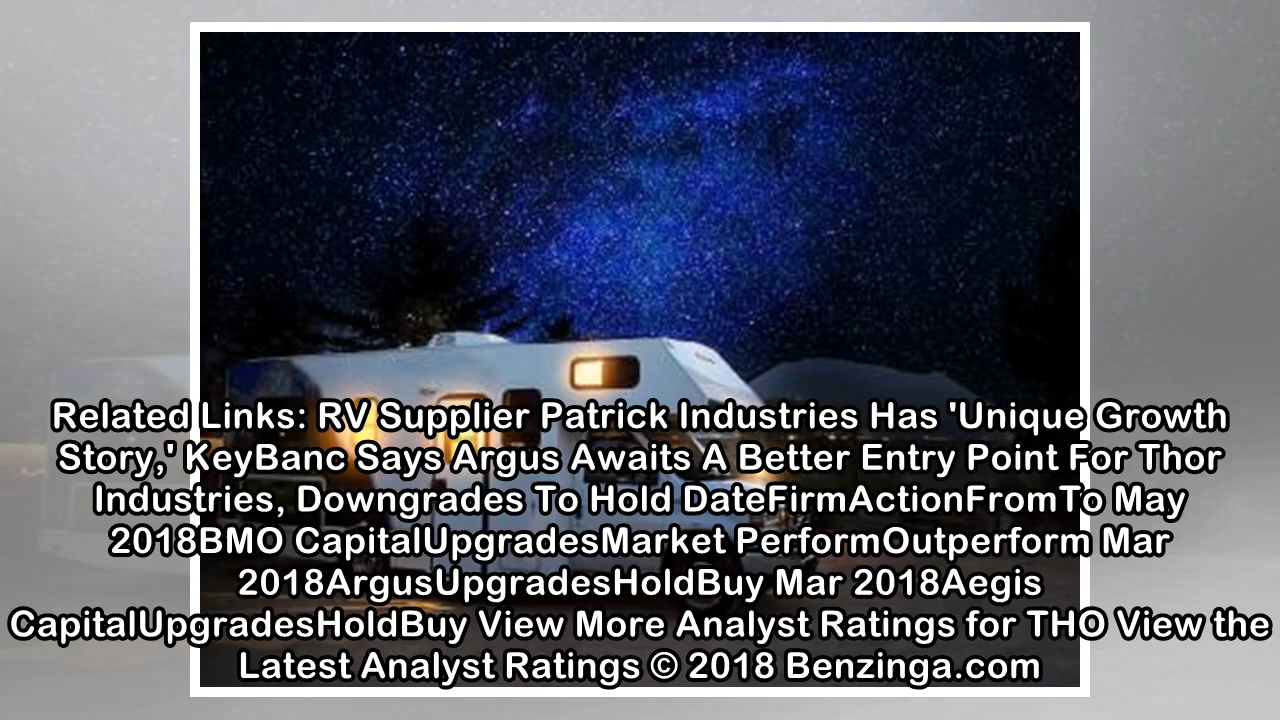 Related Links: RV Supplier Patrick Industries Has 'Unique Growth
Story,' KeyBanc Says Argus Awaits A Better Entry Point For Thor
Industries, Downgrades To Hold DateFirmActionFromTo May
2018BMO CapitalUpgradesMarket PerformOutperform Mar
2018ArgusUpgradesHoldBuy Mar 2018Aegis
CapitalUpgradesHoldBuy View More Analyst Ratings for THO View the
Latest Analyst Ratings © 2018 Benzinga.com